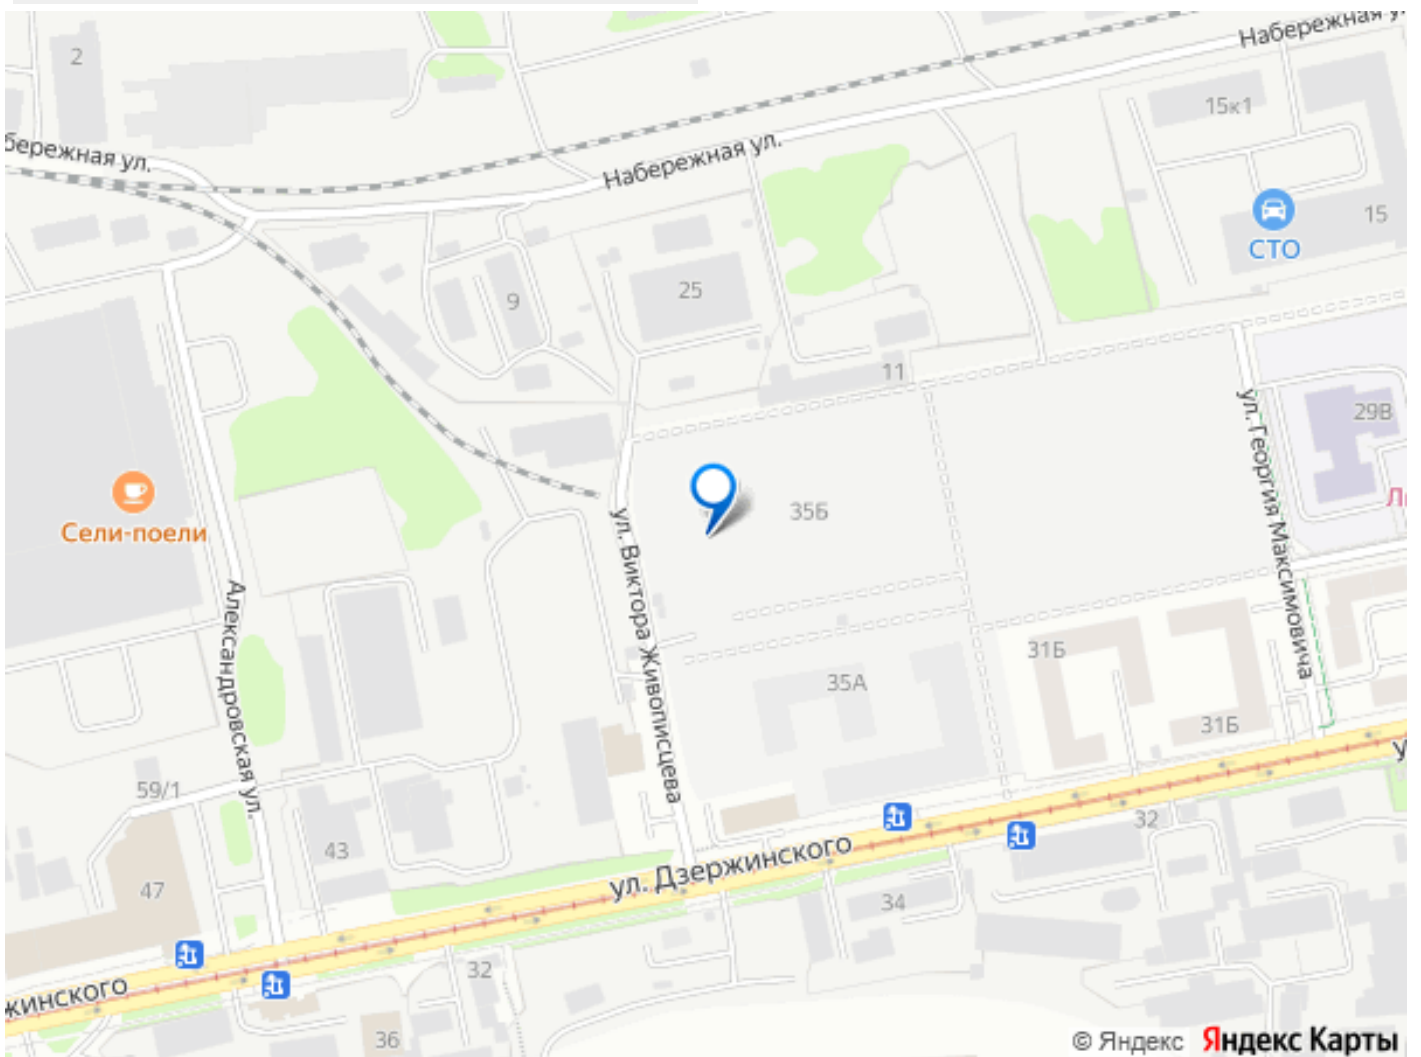 Набережная у.
2
15к1
бережная ул.
Набережная ул.
15
СТО
25
9
11
ул. Георгия Максимовича
29В
Сели-поели
35Б
Л
ул. Виктора Живописцева
Александровская ул.
31Б
35А
31Б
у
59/1
32
43
ул. Дзержинского
47
34
32
жинского
36
© Яндекс Яндекс Карты